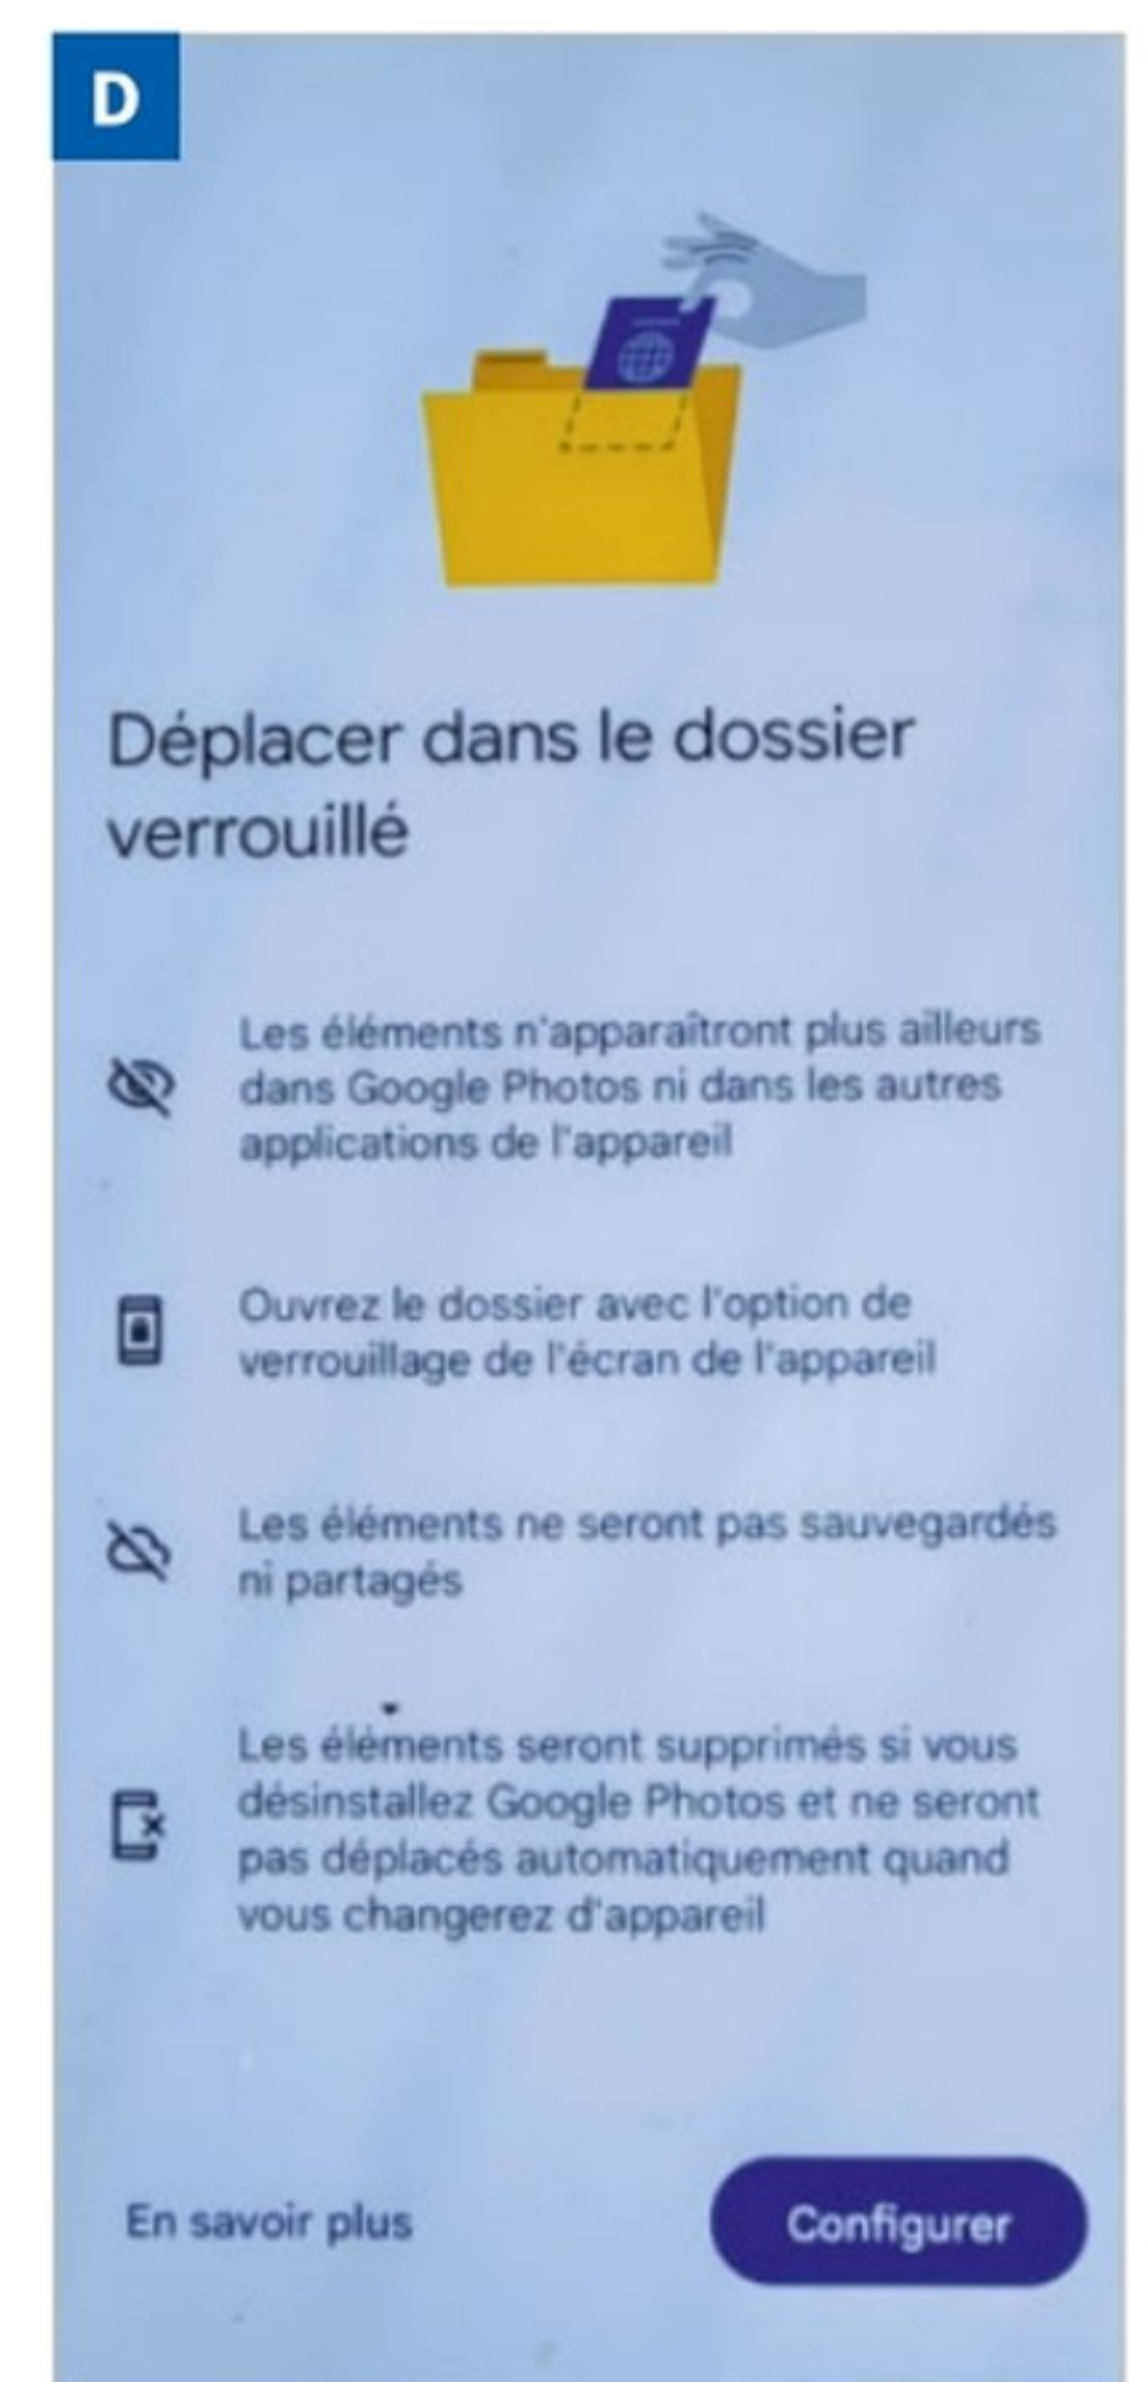 D
Déplacer dans le dossier
verrouillé
Les éléments n'apparaîtront plus ailleurs
dans Google Photos ni dans les autres
applications de l'appareil
Ouvrez le dossier avec l'option de
verrouillage de l'écran de l'appareil
Les éléments ne seront pas sauvegardés
ni partagés
Les éléments seront supprimés si vous
désinstallez Google Photos et ne seront
pas déplacés automatiquement quand
vous changerez d'appareil
En savoir plus
Configurer